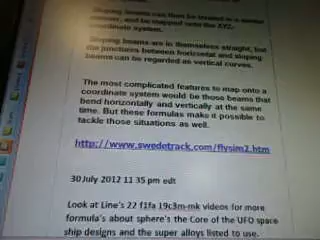 Sloping beams can then be treated in a similar
manner, and be mapped onto the XYZ-
coordinate system.
Sloping beams are in themselves straight, but
the junctions between horizontal and sloping
beams can be regarded as vertical curves.
The most complicated features to map onto a
coordinate system would be those beams that
bend horizontally and vertically at the same
time. But these formulas make it possible to
tackle those situations as well.
http://www.swedetrack.com/flysim2.htm
30 July 2012 11 35 pm edt
Look at Line's 22 f1fa 19c3m-mk videos for more
formula's about sphere's the Core of the UFO space
ship designs and the super alloys listed to use.